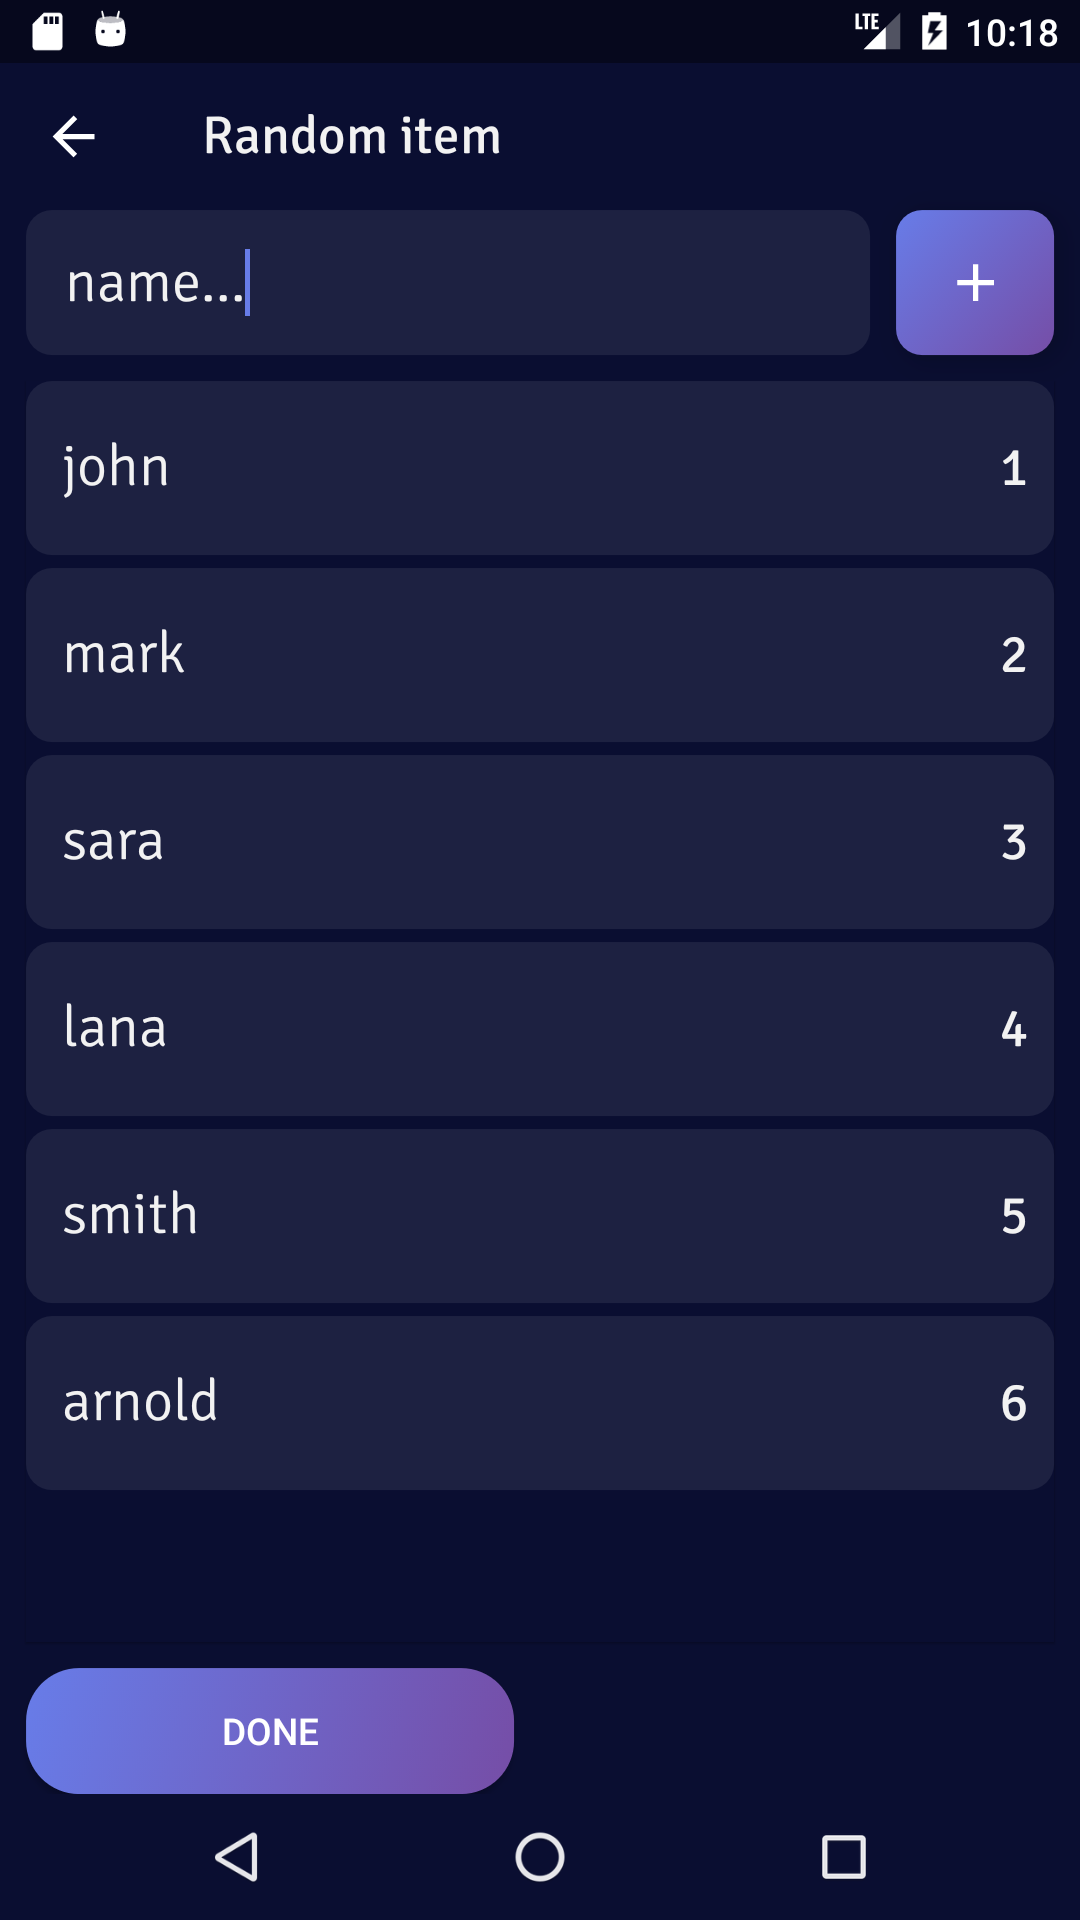 LTE 10:18
Random item
name...
john 1
mark 2
sara 3
lana 4
smith 5
arnold 6
DONE